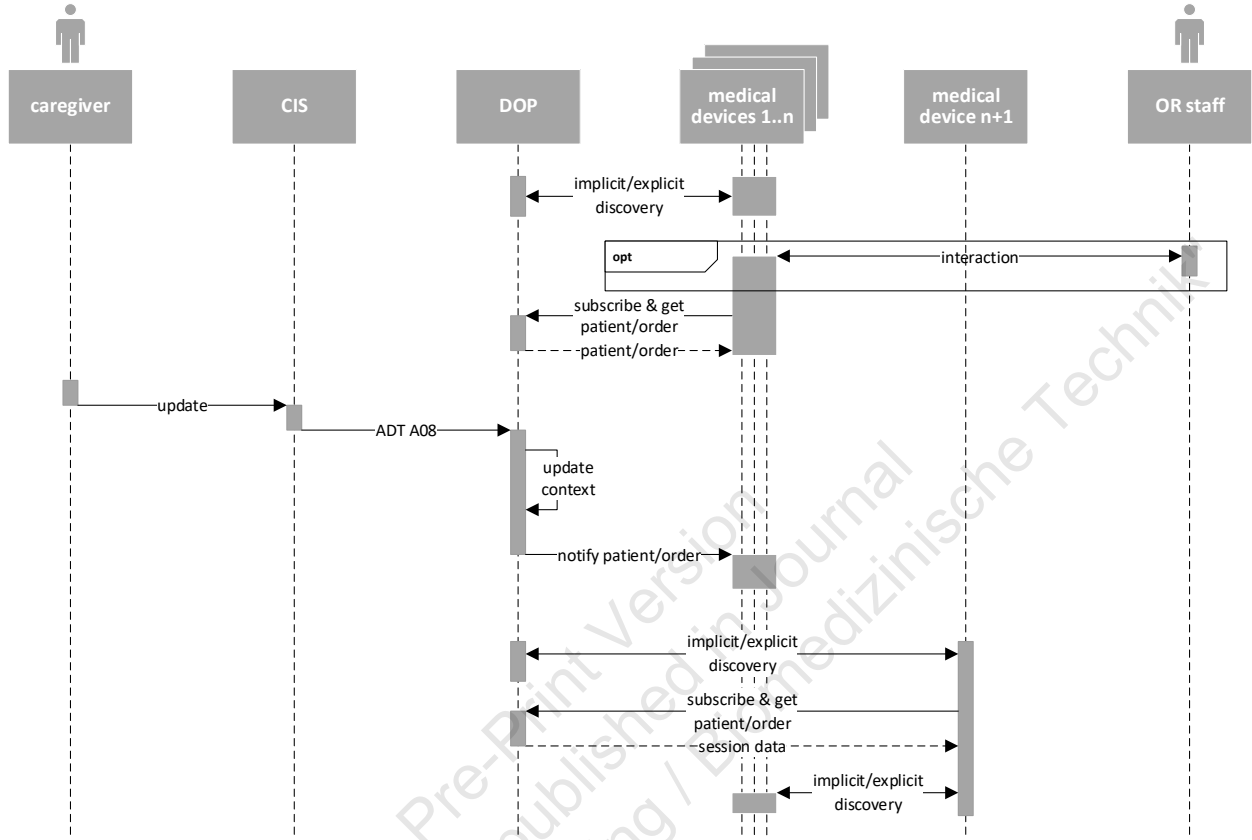 caregiver
CIS
DOP
medical
devices 1..n
medical
device n+1
OR staff
implicit/explicit
discovery
opt
interaction
subscribe & get
patient/order
patient/order
update
ADT A08
update
context
notify patient/order
implicit/explicit
discovery
subscribe & get
patient/order
session data
implicit/explicit
discovery
Pre-Print Version
published in Journal
ng / Biomedizinische Technik"